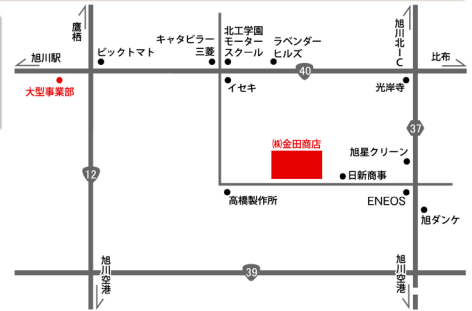 鷹栖
旭川北IC
旭川駅
ビックトマト
キャタピラー
三菱
北工学園
モーター
スクール
ラベンダー
ヒルズ
比布
40
大型事業部
イセキ
光岸寺
37
㈱金田商店
旭星クリーン
日新商事
12
高橋製作所
ENEOS
旭ダンケ
旭川空港
39
旭川空港